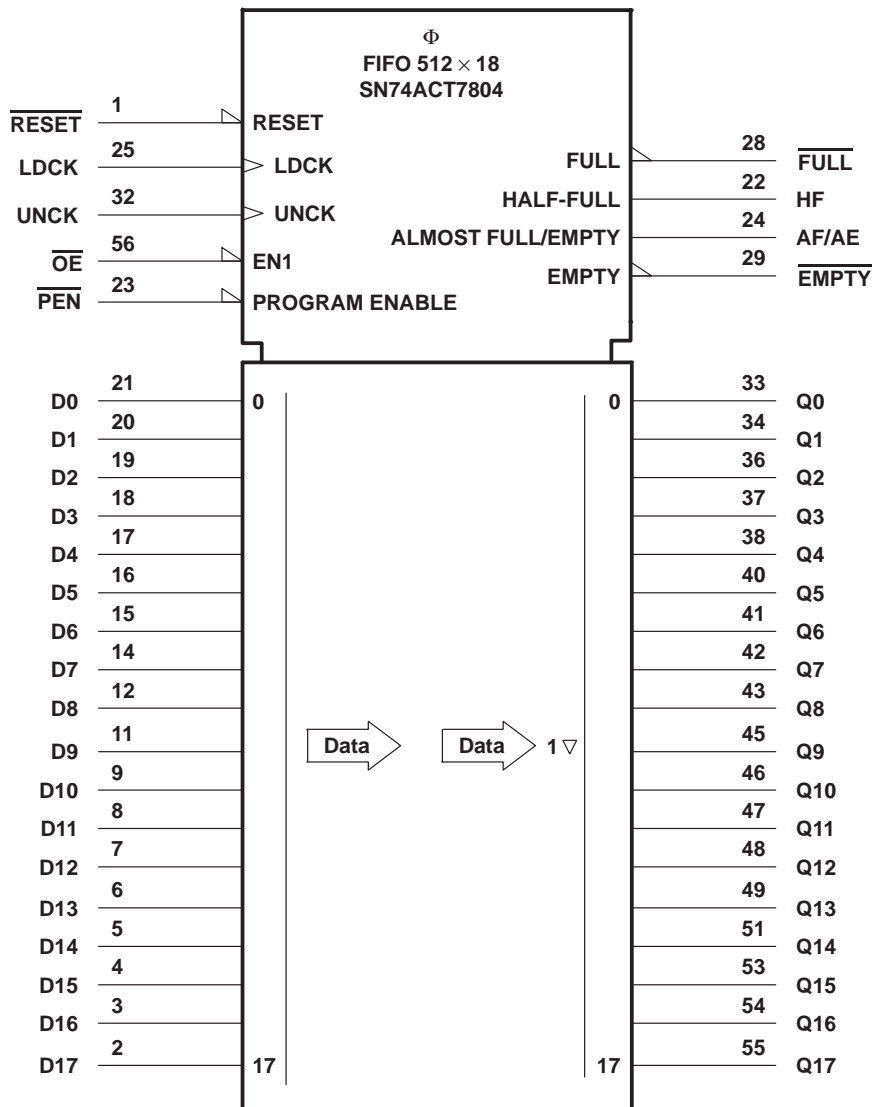 Φ
FIFO 512 × 18
SN74ACT7804
RESET 1 RESET
LDCK 25 LDCK
UNCK 32 UNCK
OE 56 EN1
PEN 23 PROGRAM ENABLE
FULL 28 FULL
HALF-FULL 22 HF
ALMOST FULL/EMPTY 24 AF/AE
EMPTY 29 EMPTY
D0 21 0 0 33 Q0
D1 20 34 Q1
D2 19 36 Q2
D3 18 37 Q3
D4 17 38 Q4
D5 16 40 Q5
D6 15 41 Q6
D7 14 42 Q7
D8 12 43 Q8
D9 11 Data Data 1 ▽ 45 Q9
D10 9 46 Q10
D11 8 47 Q11
D12 7 48 Q12
D13 6 49 Q13
D14 5 51 Q14
D15 4 53 Q15
D16 3 54 Q16
D17 2 17 17 55 Q17